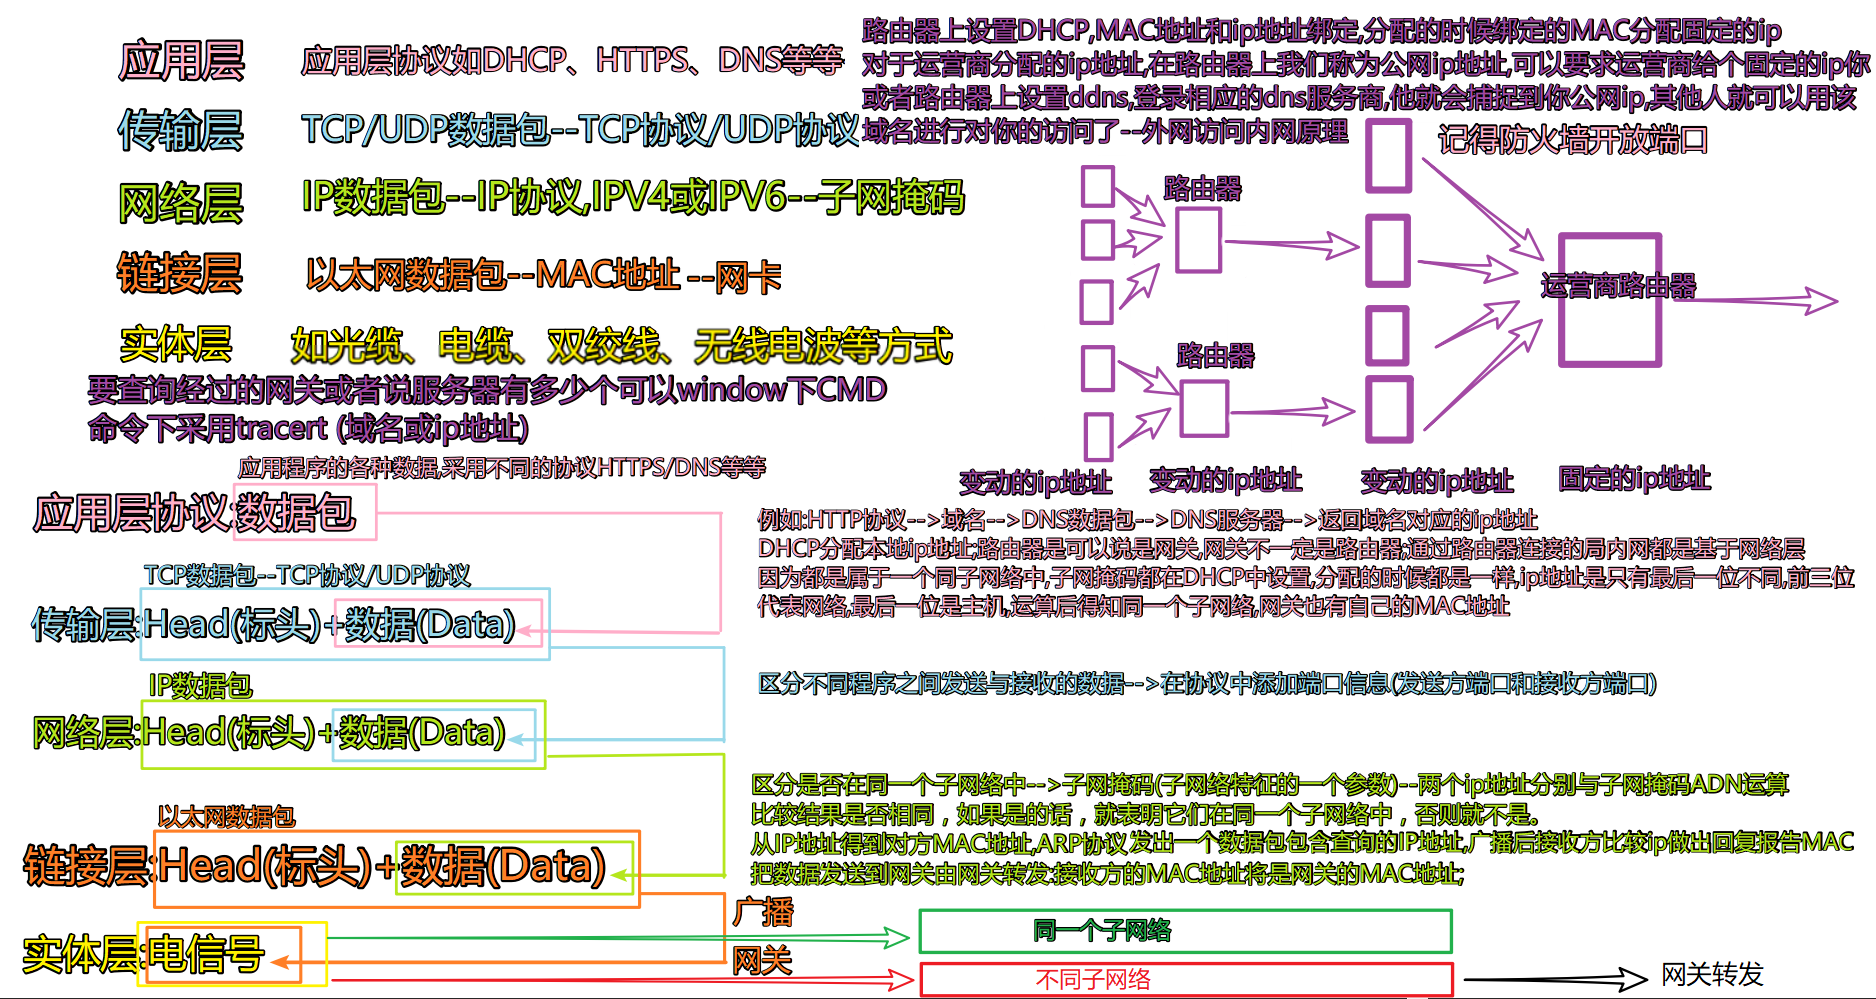 应用层
应用层协议如DHCP、HTTPS、DNS等等
传输层
TCP/UDP数据包--TCP协议/UDP协议
网络层
IP数据包--IP协议,IPV4或IPV6--子网掩码
链接层
以太网数据包--MAC地址 --网卡
实体层
如光缆、电缆、双绞线、无线电波等方式
要查询经过的网关或者说服务器有多少个可以window下CMD
命令下采用tracert (域名或ip地址)
路由器上设置DHCP,MAC地址和ip地址绑定,分配的时候绑定的MAC分配固定的ip
对于运营商分配的ip地址,在路由器上我们称为公网ip地址,可以要求运营商给个固定的ip你
或者路由器上设置ddns,登录相应的dns服务商,他就会捕捉到你公网ip,其他人就可以用该
域名进行对你的访问了--外网访问内网原理
记得防火墙开放端口
路由器
路由器
运营商路由器
变动的ip地址
变动的ip地址
变动的ip地址
固定的ip地址
应用程序的各种数据,采用不同的协议HTTPS/DNS等等
应用层协议:数据包
TCP数据包--TCP协议/UDP协议
传输层:Head(标头)+数据(Data)
IP数据包
网络层:Head(标头)+数据(Data)
以太网数据包
链接层:Head(标头)+数据(Data)
实体层:电信号
广播
网关
例如:HTTP协议-->域名-->DNS数据包-->DNS服务器-->返回域名对应的ip地址
DHCP分配本地ip地址;路由器是可以说是网关,网关不一定是路由器;通过路由器连接的局内网都是基于网络层
因为都是属于一个同子网络中,子网掩码都在DHCP中设置,分配的时候都是一样,ip地址是只有最后一位不同,前三位
代表网络,最后一位是主机,运算后得知同一个子网络,网关也有自己的MAC地址
区分不同程序之间发送与接收的数据-->在协议中添加端口信息(发送方端口和接收方端口)
区分是否在同一个子网络中-->子网掩码(子网络特征的一个参数)--两个ip地址分别与子网掩码ADN运算
比较结果是否相同，如果是的话，就表明它们在同一个子网络中，否则就不是。
从IP地址得到对方MAC地址,ARP协议 发出一个数据包包含查询的IP地址,广播后接收方比较ip做出回复报告MAC
把数据发送到网关由网关转发:接收方的MAC地址将是网关的MAC地址;
同一个子网络
不同子网络
网关转发